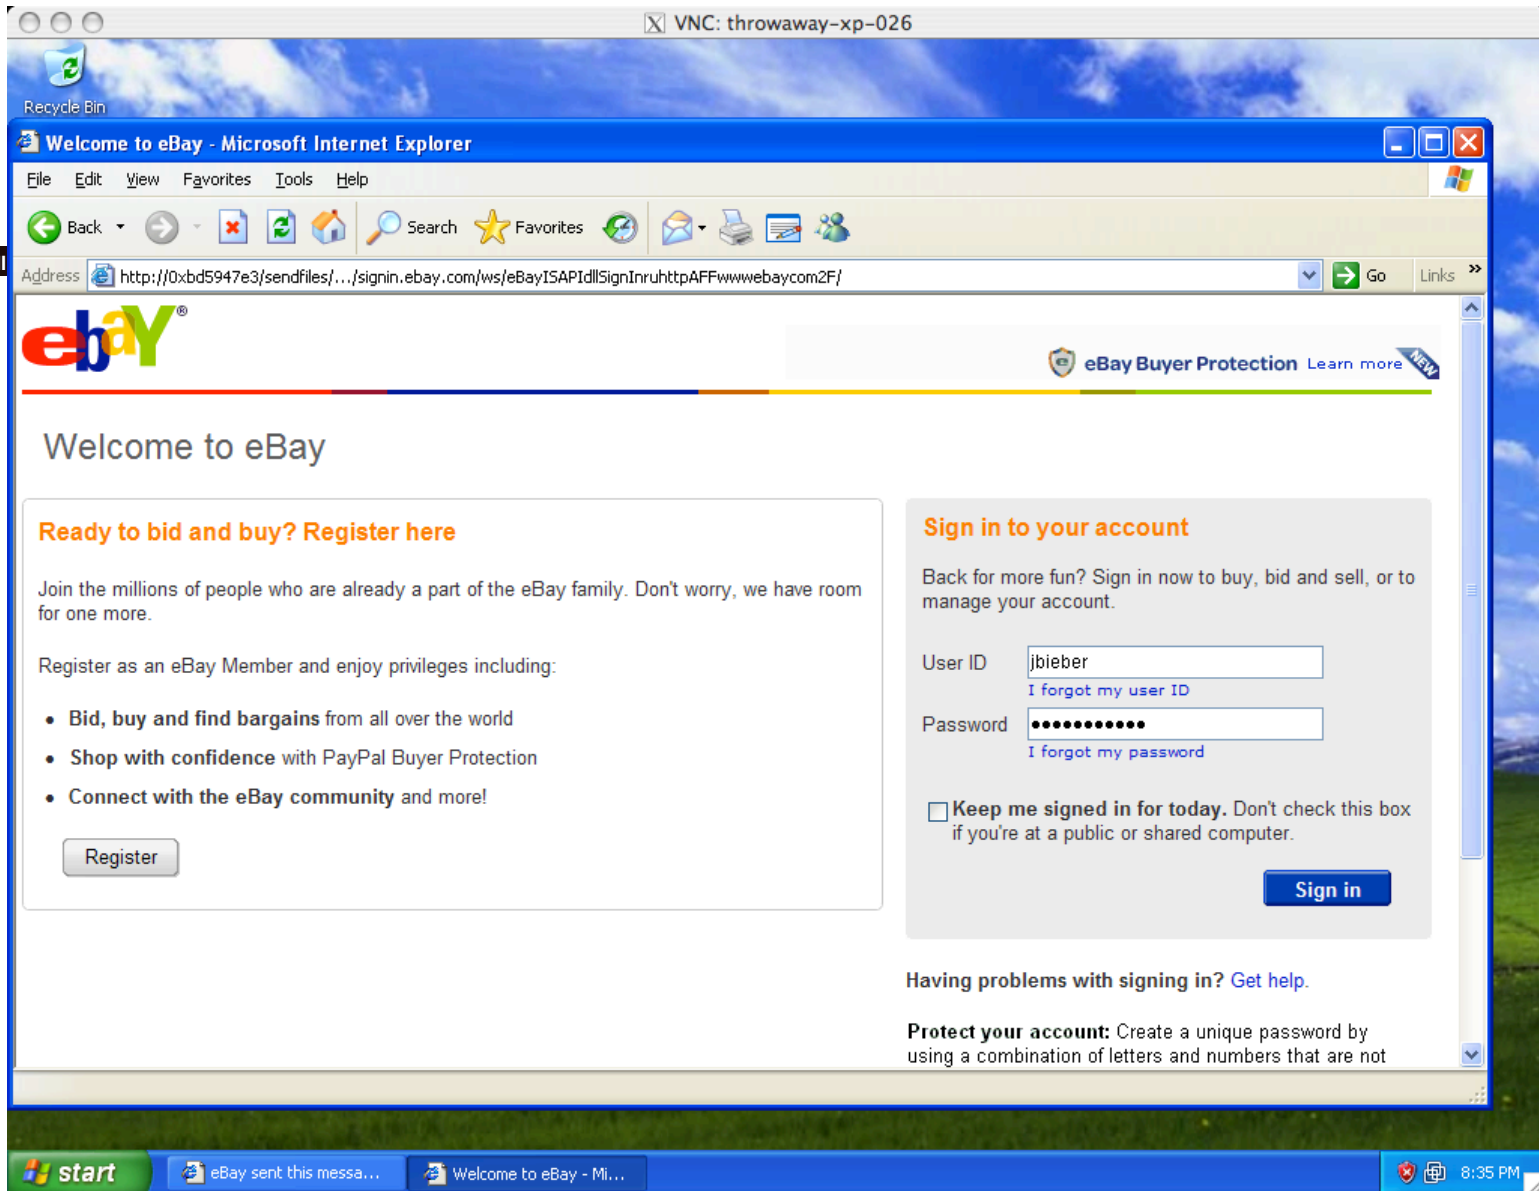 VNC: throwaway-xp-026
Recycle Bin
Welcome to eBay - Microsoft Internet Explorer
File Edit View Favorites Tools Help
Back Search Favorites
Address http://0xbd5947e3/sendfiles/.../signin.ebay.com/ws/eBayISAPIdllSignInruhttpAFFwwwebaycom2F/ Go Links »
ebaY®
eBay Buyer Protection Learn more NEW
Welcome to eBay
Ready to bid and buy? Register here
Join the millions of people who are already a part of the eBay family. Don't worry, we have room
for one more.
Register as an eBay Member and enjoy privileges including:
• Bid, buy and find bargains from all over the world
• Shop with confidence with PayPal Buyer Protection
• Connect with the eBay community and more!
Register
Sign in to your account
Back for more fun? Sign in now to buy, bid and sell, or to
manage your account.
User ID jbieber
I forgot my user ID
Password •••••••••••
I forgot my password
Keep me signed in for today. Don't check this box
if you're at a public or shared computer.
Sign in
Having problems with signing in? Get help.
Protect your account: Create a unique password by
using a combination of letters and numbers that are not
start eBay sent this messa... Welcome to eBay - Mi... 8:35 PM